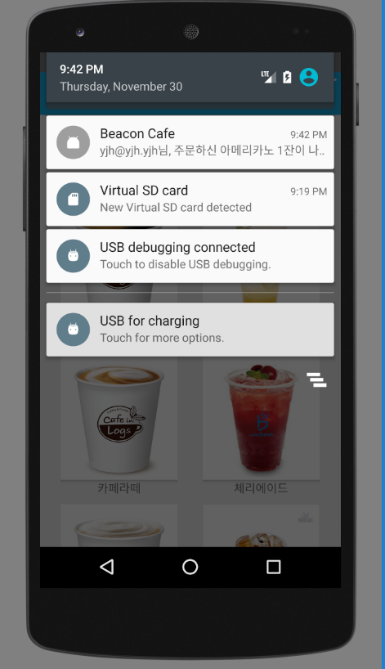 9:42 PM
Thursday, November 30
LTE
Beacon Cafe
9:42 PM
yjh@yjh.yjh님, 주문하신 아메리카노 1잔이 나..
Virtual SD card
9:19 PM
New Virtual SD card detected
USB debugging connected
Touch to disable USB debugging.
USB for charging
Touch for more options.
Cafe in
Logs
카페라떼
체리에이드